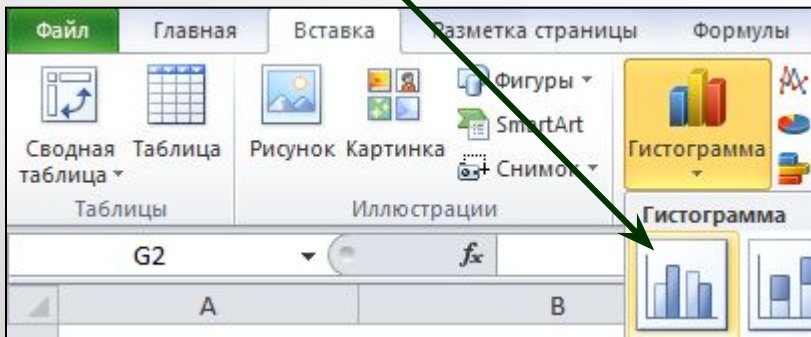 Файл Главная Вставка Разметка страницы Формулы
Сводная таблица Таблица Рисунок Картинка Фигуры SmartArt Снимок Гистограмма
Таблицы Иллюстрации Гистограмма
G2 fx
A B